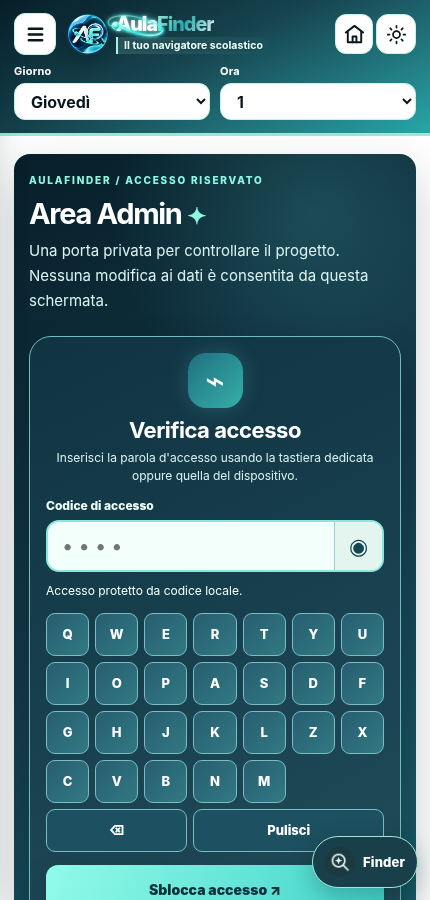 AulaFinder
Il tuo navigatore scolastico
Giorno
Ora
Giovedì
1
AULAFINDER / ACCESSO RISERVATO
Area Admin
Una porta privata per controllare il progetto.
Nessuna modifica ai dati è consentita da questa
schermata.
Verifica accesso
Inserisci la parola d'accesso usando la tastiera dedicata
oppure quella del dispositivo.
Codice di accesso
Accesso protetto da codice locale.
Q W E R T Y U
I O P A S D F
G H J K L Z X
C V B N M
Pulisci
Finder
Sblocca accesso